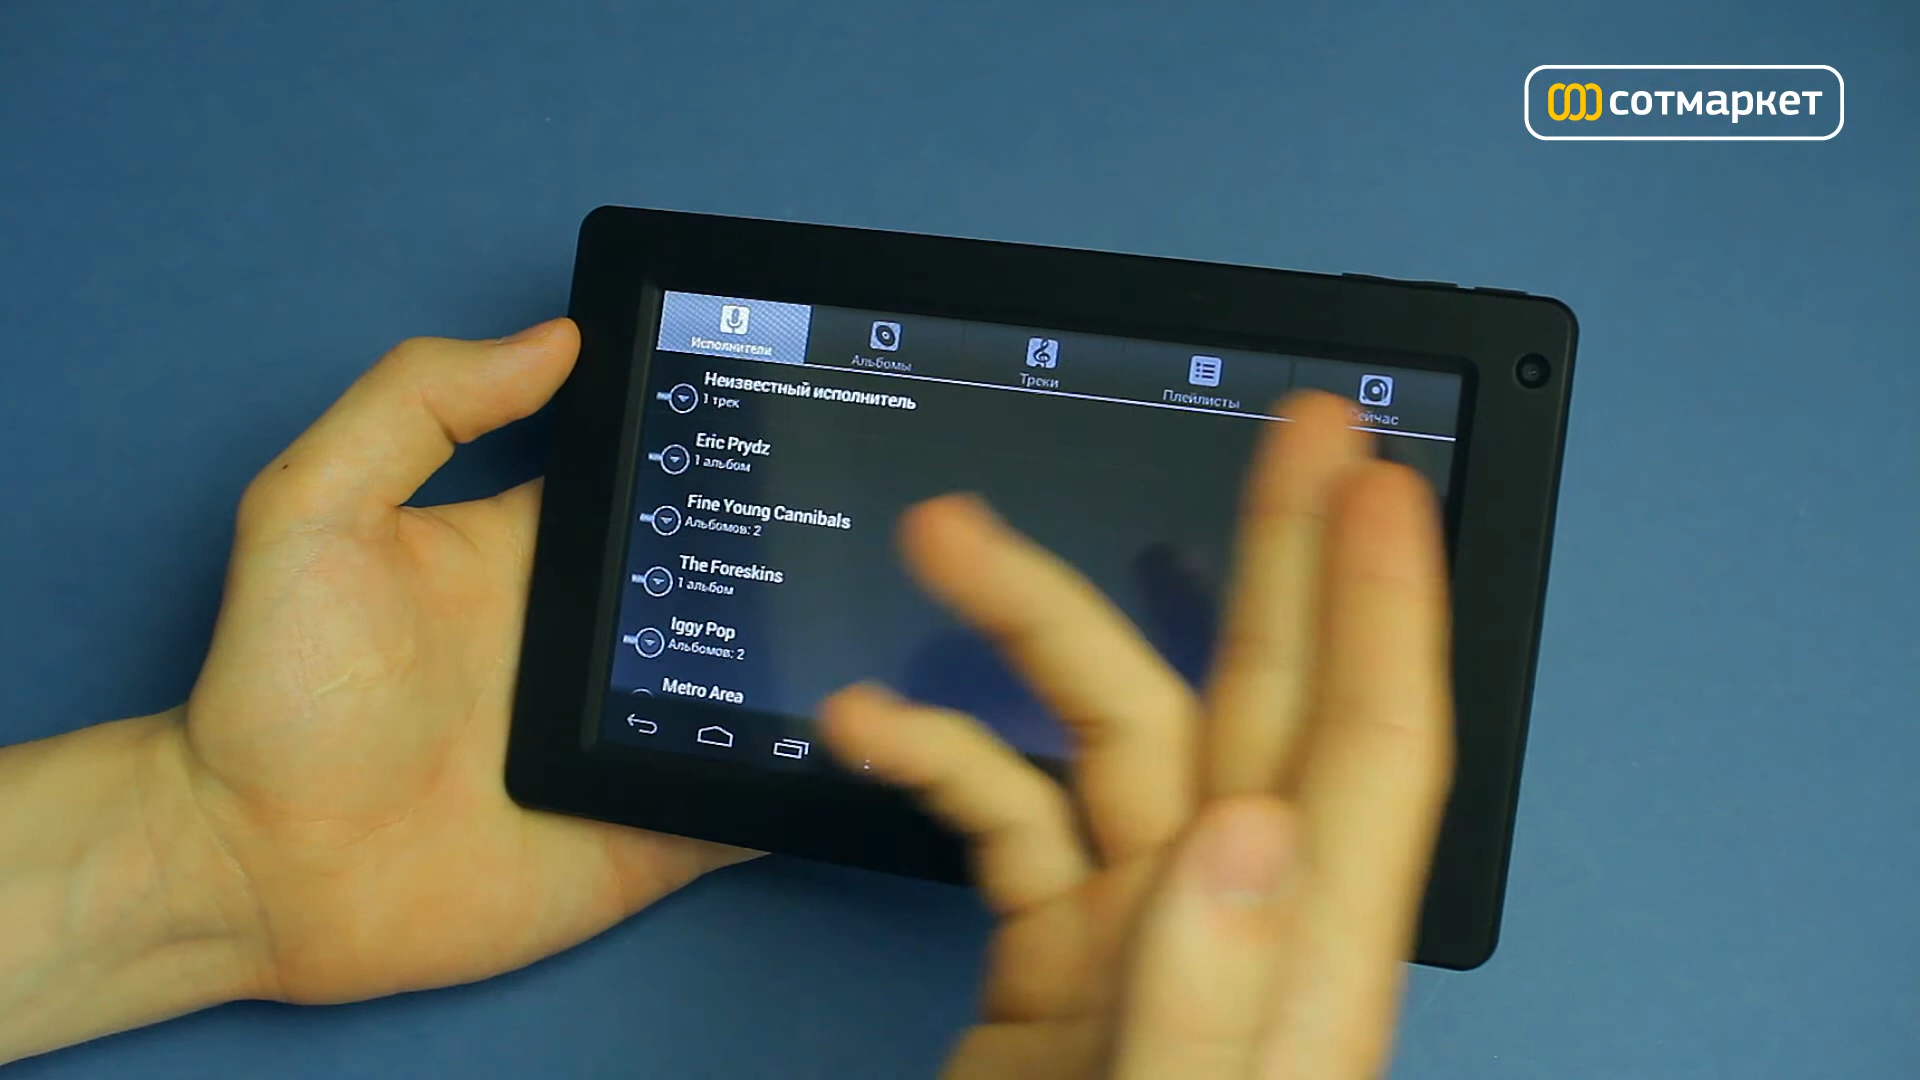 сотмаркет
Исполнители
Альбомы
Треки
Плейлисты
Сейчас
Неизвестный исполнитель
1 трек
Eric Prydz
1 альбом
Fine Young Cannibals
Альбомов: 2
The Foreskins
1 альбом
Iggy Pop
Альбомов: 2
Metro Area